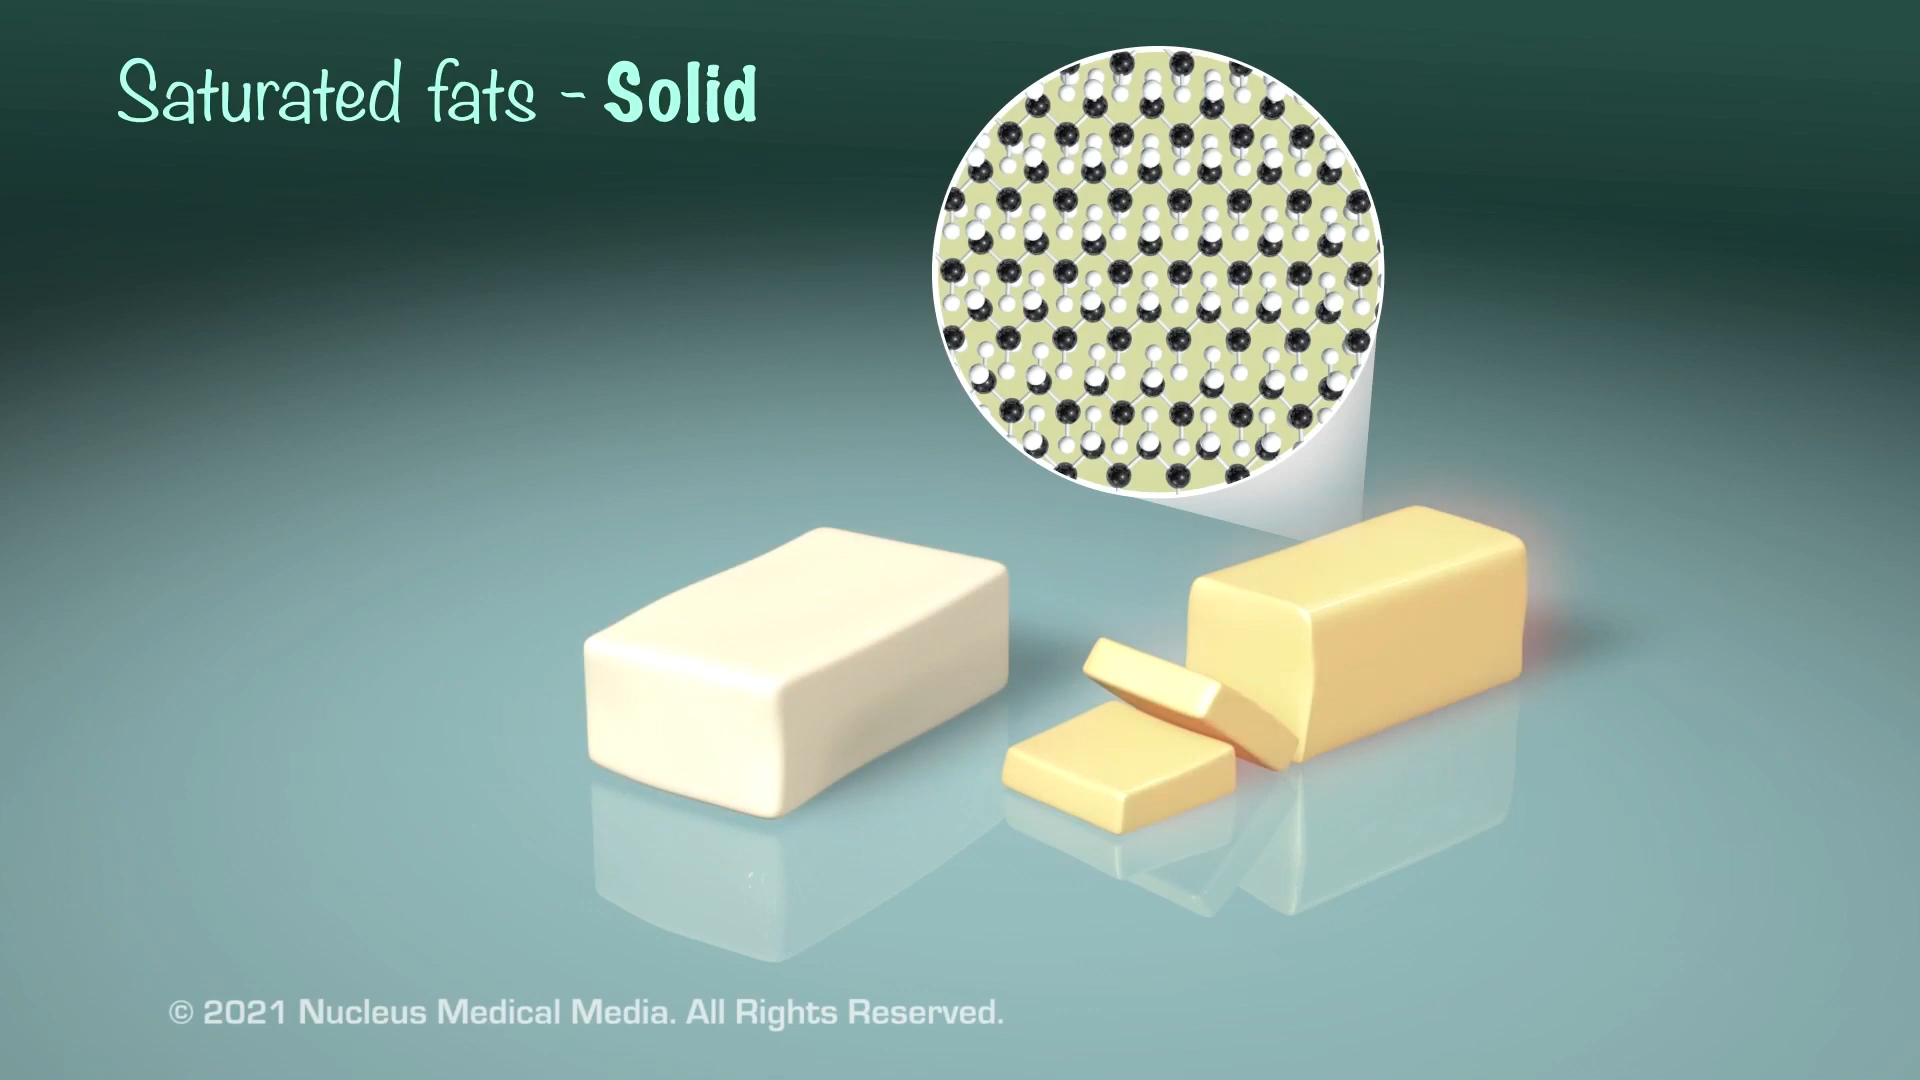 Saturated fats - Solid
© 2021 Nucleus Medical Media. All Rights Reserved.